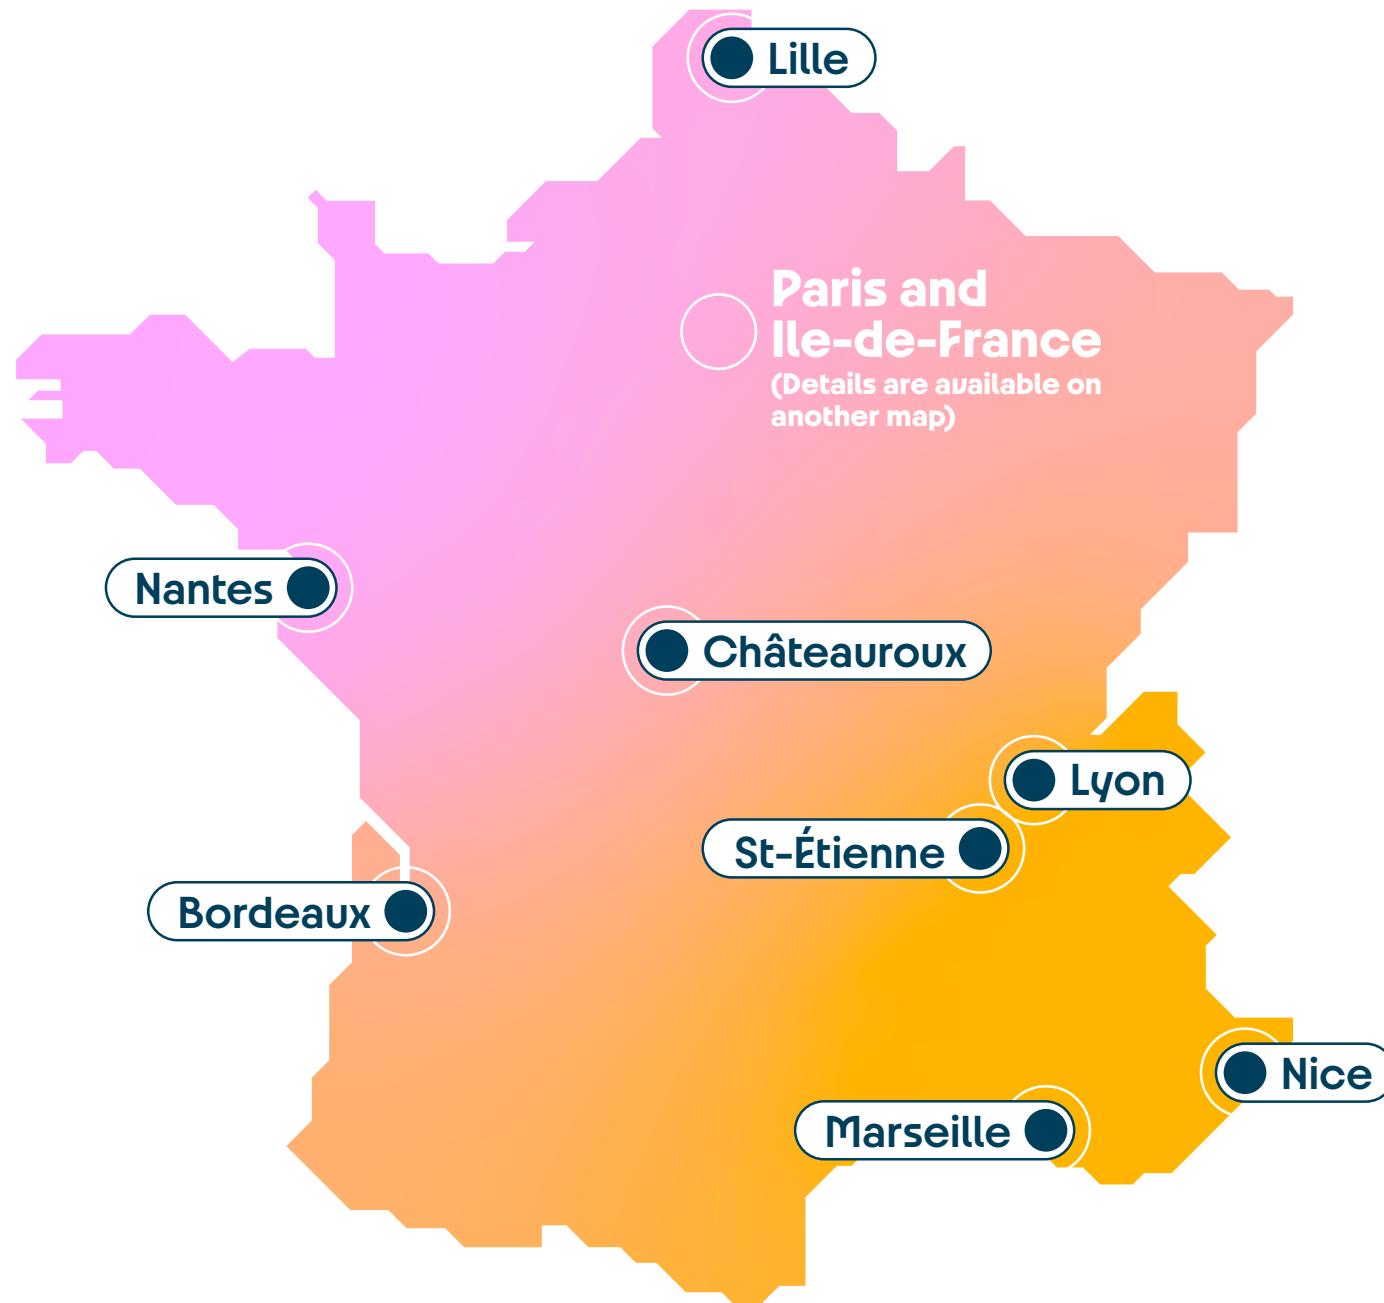 Lille
Paris and
Ile-de-France
(Details are available on
another map)
Nantes
Châteauroux
Lyon
St-Étienne
Bordeaux
Nice
Marseille